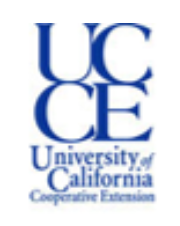 UC
CE
University of
California
Cooperative Extension